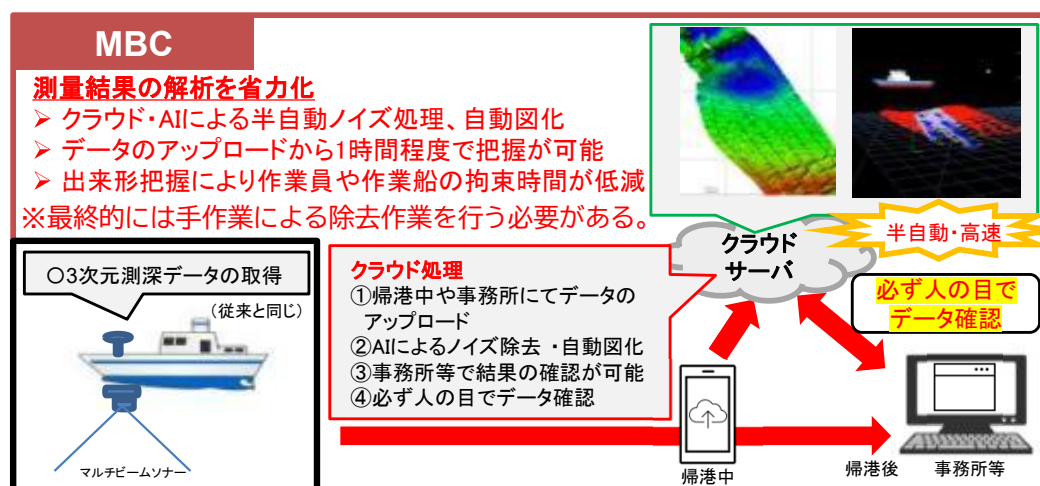 MBC
測量結果の解析を省力化
➢ クラウド・AIによる半自動ノイズ処理、自動図化
➢ データのアップロードから1時間程度で把握が可能
➢ 出来形把握により作業員や作業船の拘束時間が低減
※最終的には手作業による除去作業を行う必要がある。
〇3次元測深データの取得
(従来と同じ)
マルチビームソナー
クラウド処理
①帰港中や事務所にてデータの
アップロード
②AIによるノイズ除去・自動図化
③事務所等で結果の確認が可能
④必ず人の目でデータ確認
クラウド
サーバ
半自動・高速
必ず人の目で
データ確認
帰港中
帰港後
事務所等